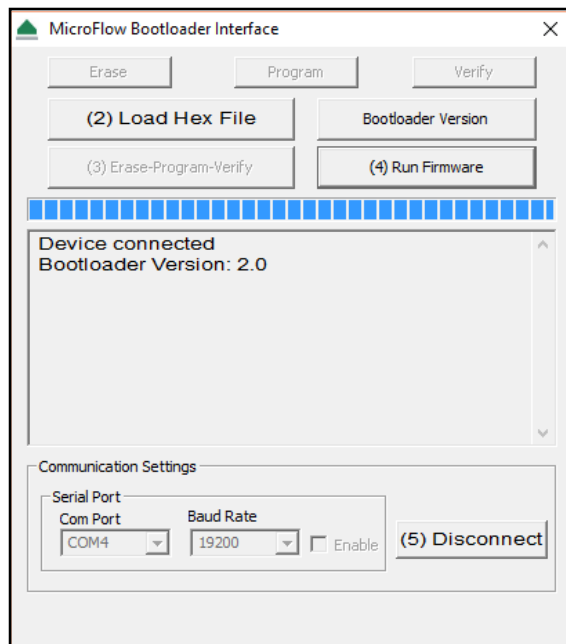 MicroFlow Bootloader Interface
Erase Program Verify
(2) Load Hex File Bootloader Version
(3) Erase-Program-Verify (4) Run Firmware
Device connected
Bootloader Version: 2.0
Communication Settings
Serial Port
Com Port Baud Rate
COM4 19200 Enable (5) Disconnect